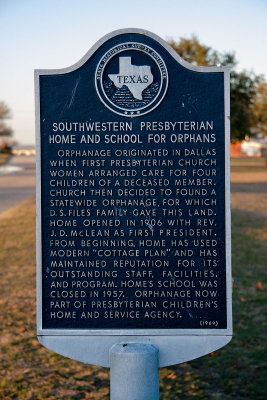 TEXAS
SOUTHWESTERN PRESBYTERIAN
HOME AND SCHOOL FOR ORPHANS
ORPHANAGE ORIGINATED IN DALLAS
WHEN FIRST PRESBYTERIAN CHURCH
WOMEN ARRANGED CARE FOR FOUR
CHILDREN OF A DECEASED MEMBER.
CHURCH THEN DECIDED TO FOUND A
STATEWIDE ORPHANAGE, FOR WHICH
D.S. FILES FAMILY GAVE THIS LAND.
HOME OPENED IN 1906 WITH REV.
J. D. McLEAN AS FIRST PRESIDENT.
FROM BEGINNING, HOME HAS USED
MODERN "COTTAGE PLAN" AND HAS
MAINTAINED REPUTATION FOR ITS
OUTSTANDING STAFF, FACILITIES,
AND PROGRAM. HOME'S SCHOOL WAS
CLOSED IN 1957. ORPHANAGE NOW
PART OF PRESBYTERIAN CHILDREN'S
HOME AND SERVICE AGENCY.
(1969)